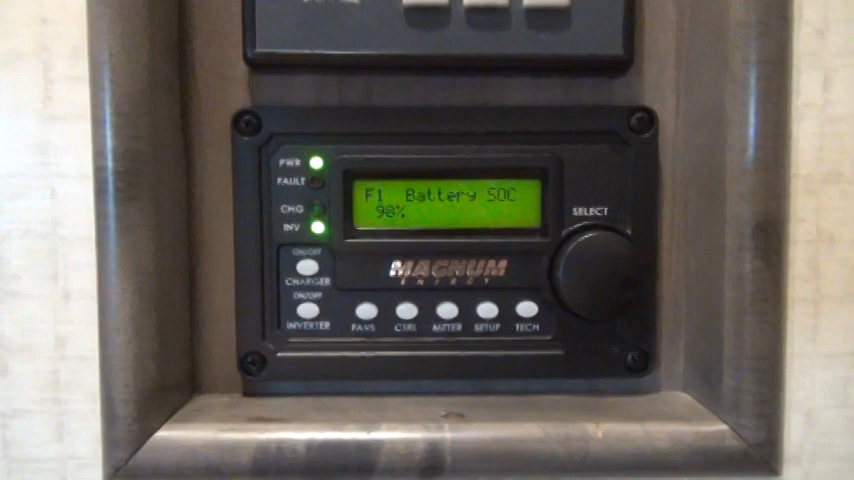 PWR
FAULT
CHG
INV
F1 Battery SOC
98%
SELECT
ON/OFF
CHARGER
MAGNUM
ENERGY
ON/OFF
INVERTER
FAVS
CTRL
METER
SETUP
TECH